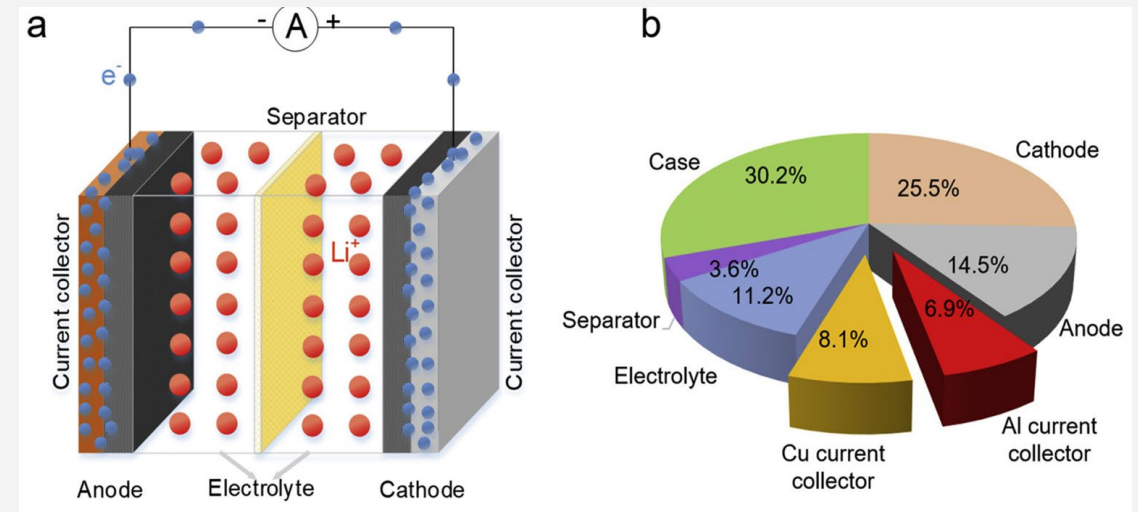 a
- A +
e-
Separator
Current collector
Li+
Current collector
Anode
Electrolyte
Cathode
b
Case
30.2%
Cathode
25.5%
14.5%
Anode
3.6%
Separator
11.2%
Electrolyte
8.1%
Cu current
collector
6.9%
Al current
collector